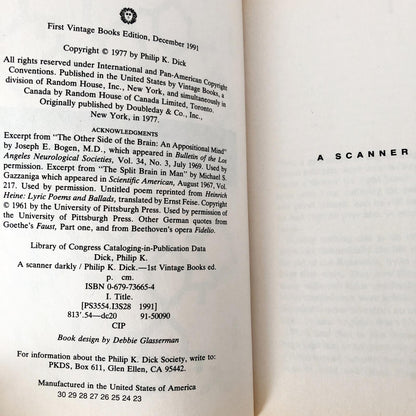 First Vintage Books Edition, December 1991
Copyright © 1977 by Philip K. Dick
All rights reserved under International and Pan-American Copyright
Conventions. Published in the United States by Vintage Books, a
division of Random House, Inc., New York, and simultaneously in
Canada by Random House of Canada Limited, Toronto.
Originally published by Doubleday & Co., Inc.,
New York, in 1977.
ACKNOWLEDGMENTS
Excerpt from "The Other Side of the Brain: An Appositional Mind"
by Joseph E. Bogen, M.D., which appeared in Bulletin of the Los
Angeles Neurological Societies, Vol. 34, No. 3, July 1969. Used by
permission. Excerpt from "The Split Brain in Man" by Michael S.
Gazzaniga which appeared in Scientific American, August 1967, Vol.
217. Used by permission. Untitled poem reprinted from Heinrich
Heine: Lyric Poems and Ballads, translated by Ernst Feise. Copyright
© 1961 by the University of Pittsburgh Press. Used by permission of
the University of Pittsburgh Press. Other German quotes from
Goethe's Faust, Part one, and from Beethoven's opera Fidelio.
Library of Congress Cataloging-in-Publication Data
Dick, Philip K.
A scanner darkly / Philip K. Dick.—1st Vintage Books ed.
p. cm.
ISBN 0-679-73665-4
I. Title.
[PS3554.I3S28 1991]
813'.54—dc20 91-50090
CIP
Book design by Debbie Glasserman
For information about the Philip K. Dick Society, write to:
PKDS, Box 611, Glen Ellen, CA 95442.
Manufactured in the United States of America
30 29 28 27 26 25 24 23
A SCANNER